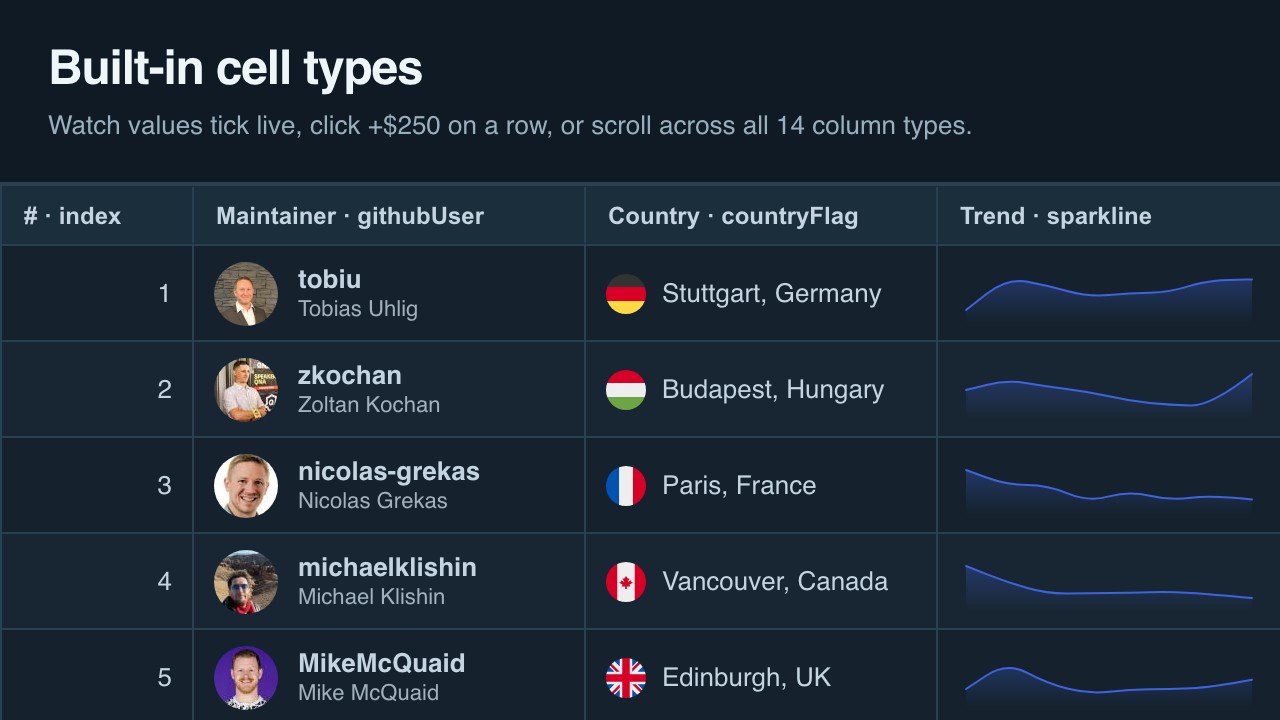 Built-in cell types
Watch values tick live, click +$250 on a row, or scroll across all 14 column types.
# · index Maintainer · githubUser Country · countryFlag Trend · sparkline
1 tobiu Stuttgart, Germany
Tobias Uhlig
2 zkochan Budapest, Hungary
Zoltan Kochan
3 nicolas-grekas Paris, France
Nicolas Grekas
4 michaelklishin Vancouver, Canada
Michael Klishin
5 MikeMcQuaid Edinburgh, UK
Mike McQuaid